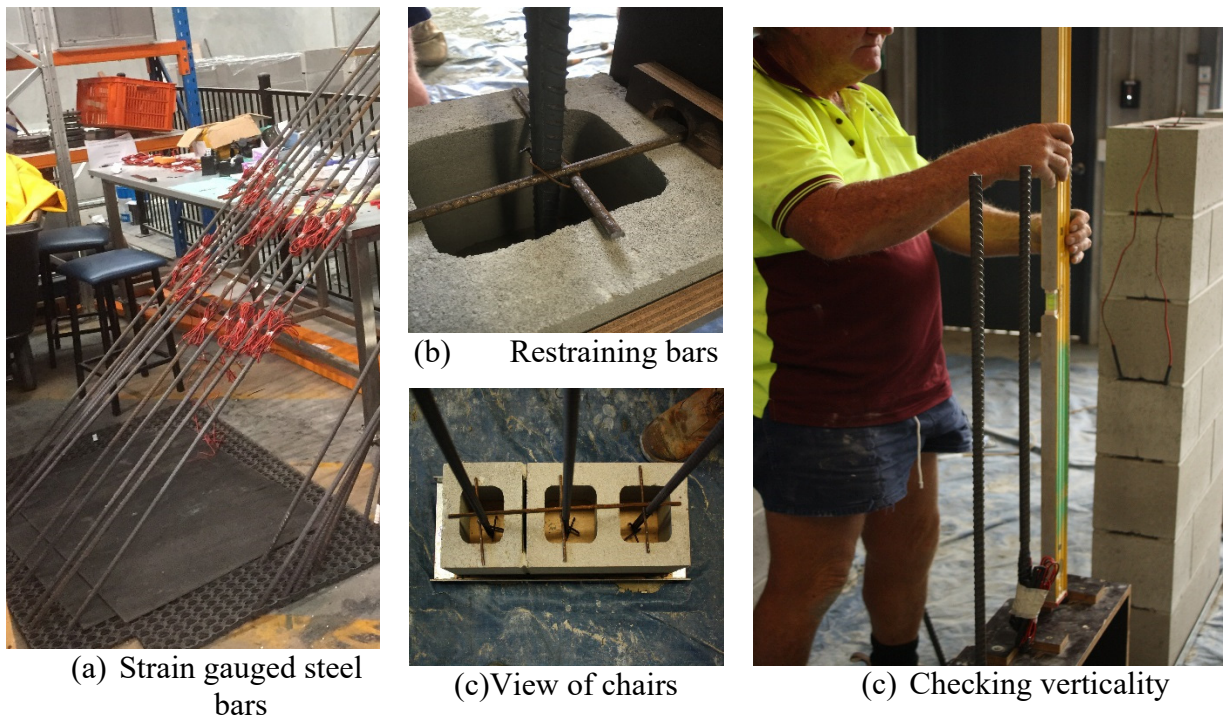 (a) Strain gauged steel
bars
(b) Restraining bars
(c)View of chairs
(c) Checking verticality